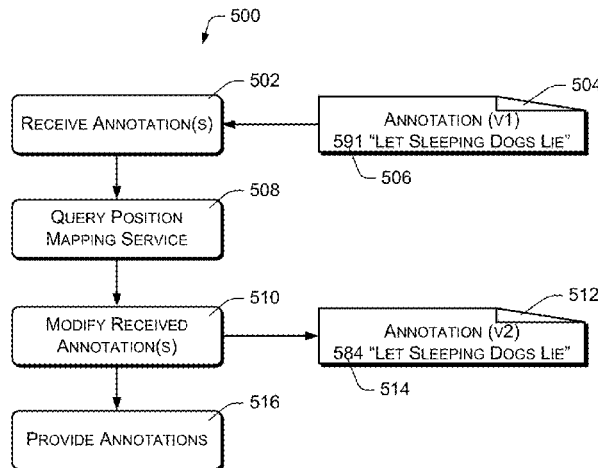 500
502
504
RECEIVE ANNOTATION(S)
ANNOTATION (V1)
591 "LET SLEEPING DOGS LIE"
506
508
QUERY POSITION
MAPPING SERVICE
510
512
MODIFY RECEIVED
ANNOTATION(S)
ANNOTATION (V2)
584 "LET SLEEPING DOGS LIE"
514
516
PROVIDE ANNOTATIONS